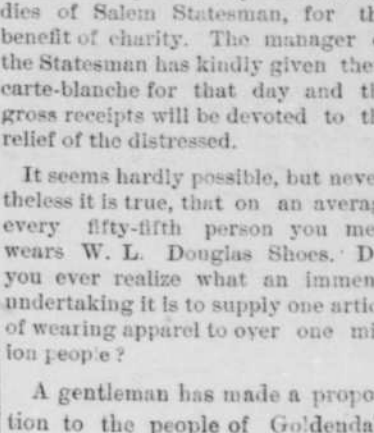 dies of Salem Statesman, for th
benefit of charity. The manager
the Statesman has kindly given the
carte-blanche for that day and th
gross receipts will be devoted to th
relief of the distressed.
It seems hardly possible, but neve
theless it is true, that on an averag
every fifty-fifth person you me
wears W. L. Douglas Shoes. D
you ever realize what an immen
undertaking it is to supply one artic
of wearing apparel to over one mi
ion people?
A gentleman has made a propo
tion to the people of Goldenda